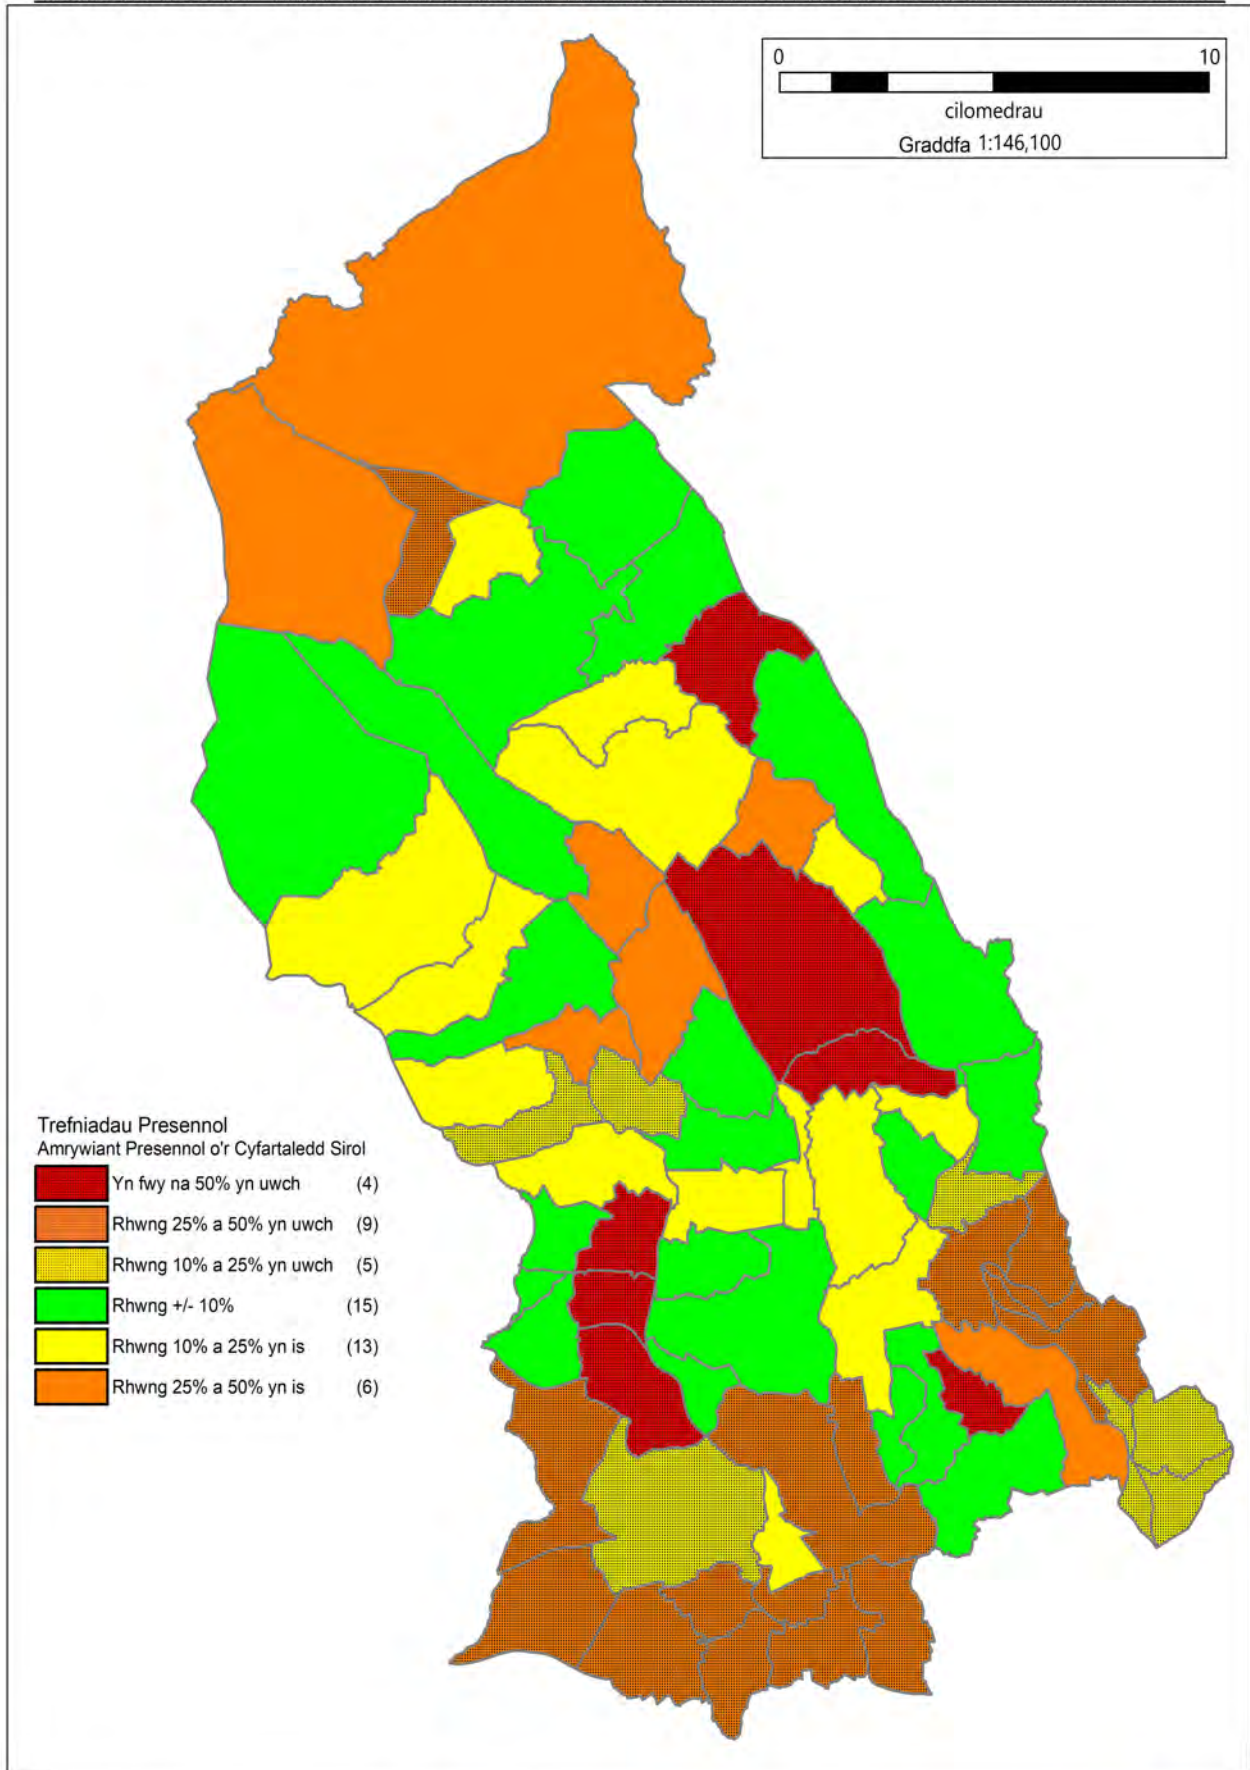 0 10
cilomedrau
Graddfa 1:146,100
Trefniadau Presennol
Amrywiant Presennol o'r Cyfartaledd Sirol
Yn fwy na 50% yn uwch (4)
Rhwng 25% a 50% yn uwch (9)
Rhwng 10% a 25% yn uwch (5)
Rhwng +/- 10% (15)
Rhwng 10% a 25% yn is (13)
Rhwng 25% a 50% yn is (6)